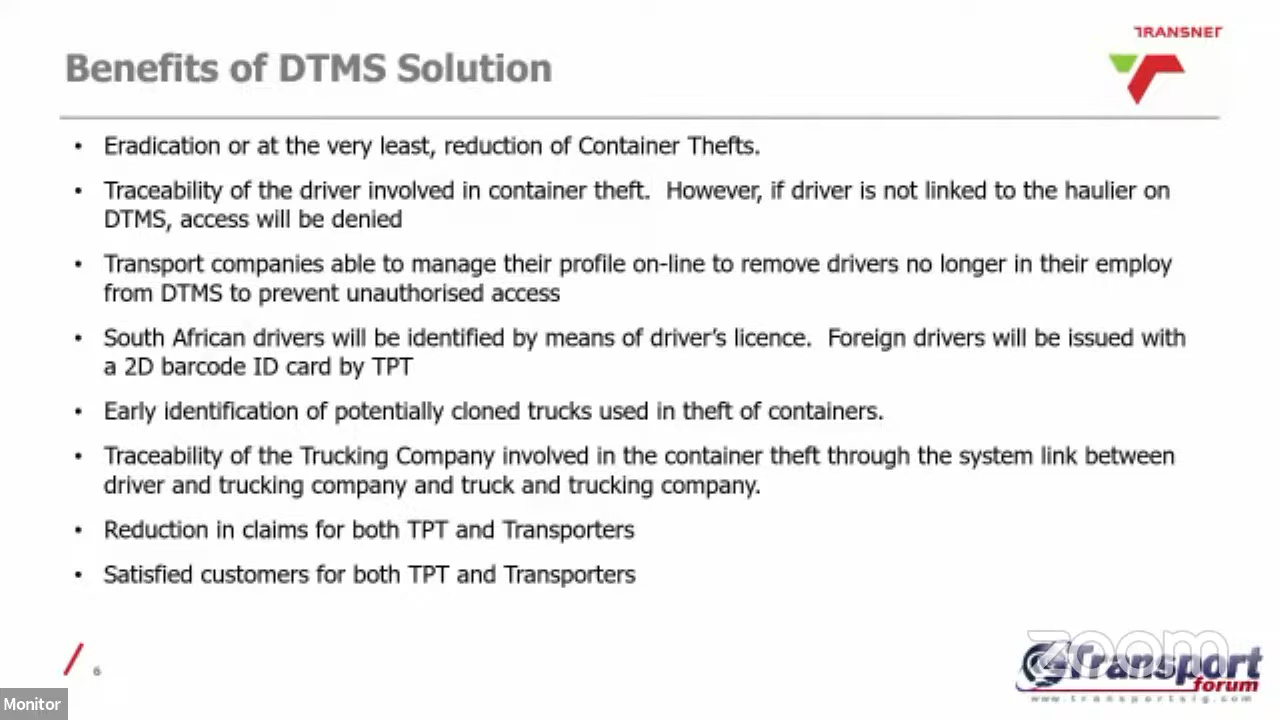 TRANSNET
Benefits of DTMS Solution
• Eradication or at the very least, reduction of Container Thefts.
• Traceability of the driver involved in container theft.  However, if driver is not linked to the haulier on
DTMS, access will be denied
• Transport companies able to manage their profile on-line to remove drivers no longer in their employ
from DTMS to prevent unauthorised access
• South African drivers will be identified by means of driver's licence.  Foreign drivers will be issued with
a 2D barcode ID card by TPT
• Early identification of potentially cloned trucks used in theft of containers.
• Traceability of the Trucking Company involved in the container theft through the system link between
driver and trucking company and truck and trucking company.
• Reduction in claims for both TPT and Transporters
• Satisfied customers for both TPT and Transporters
zoom
Transport
forum
www.transportsig.com
6
Monitor